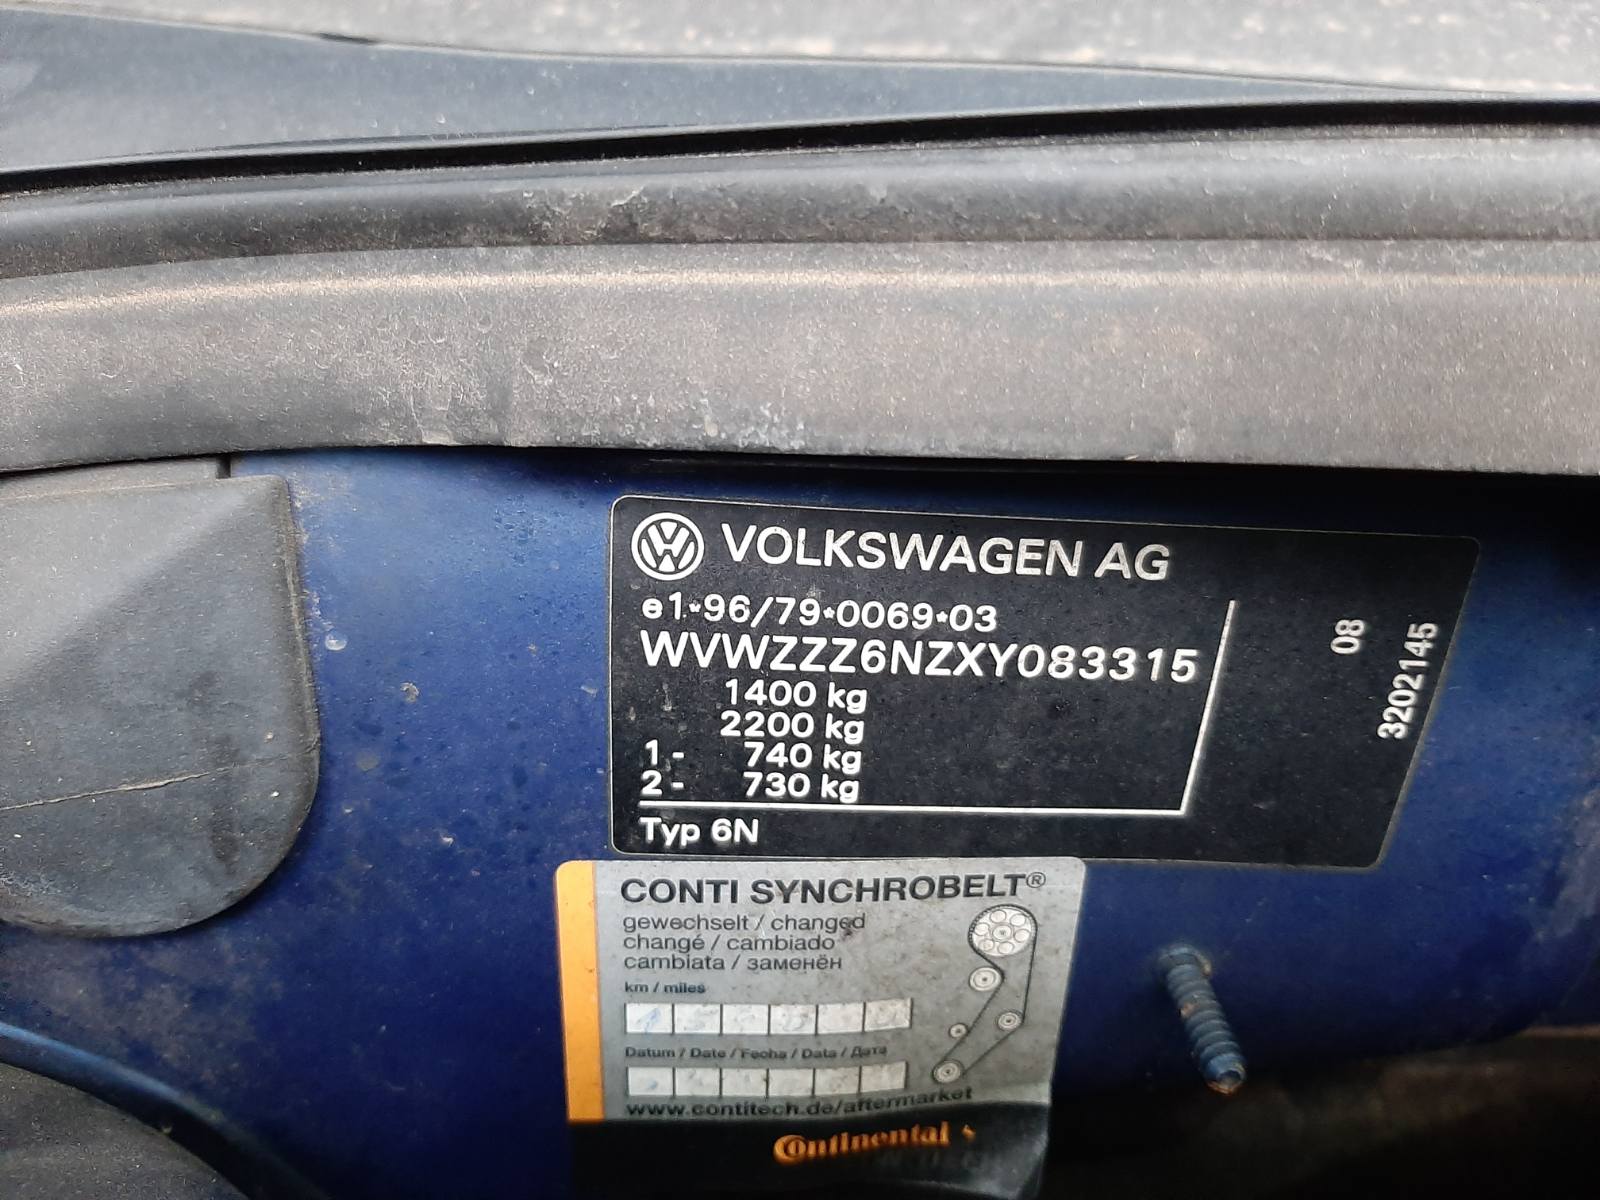 VOLKSWAGEN AG
e1*96/79*0069*03
WVWZZZ6NZXY083315
1400 kg
2200 kg
1- 740 kg
2- 730 kg
Typ 6N
08
3202145
CONTI SYNCHROBELT®
gewechselt / changed
changé / cambiado
cambiata / заменён
km / miles
Datum / Date / Fecha / Data / Дата
www.contitech.de/aftermarket
Continental